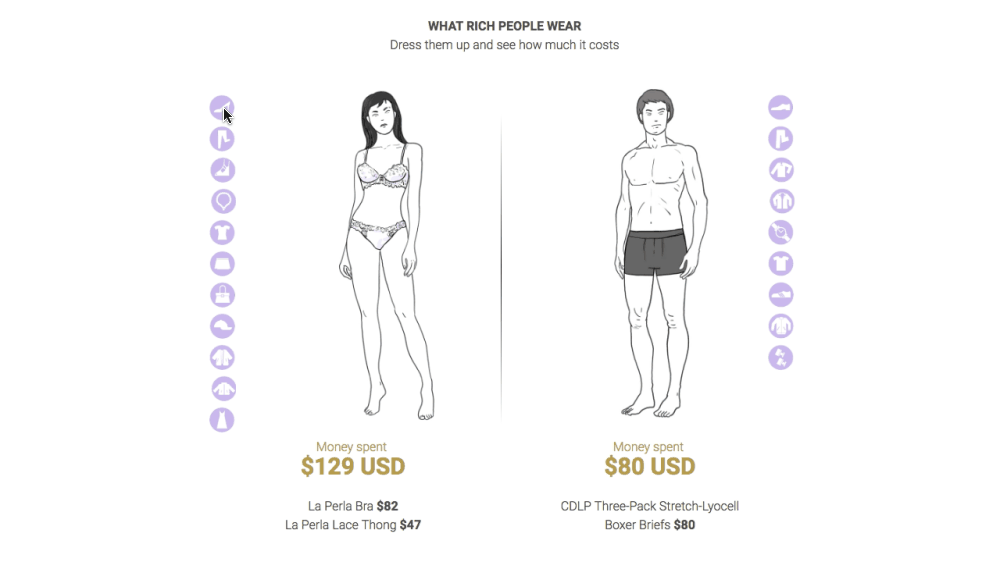 WHAT RICH PEOPLE WEAR
Dress them up and see how much it costs
Money spent
$129 USD
La Perla Bra $82
La Perla Lace Thong $47
Money spent
$80 USD
CDLP Three-Pack Stretch-Lyocell
Boxer Briefs $80